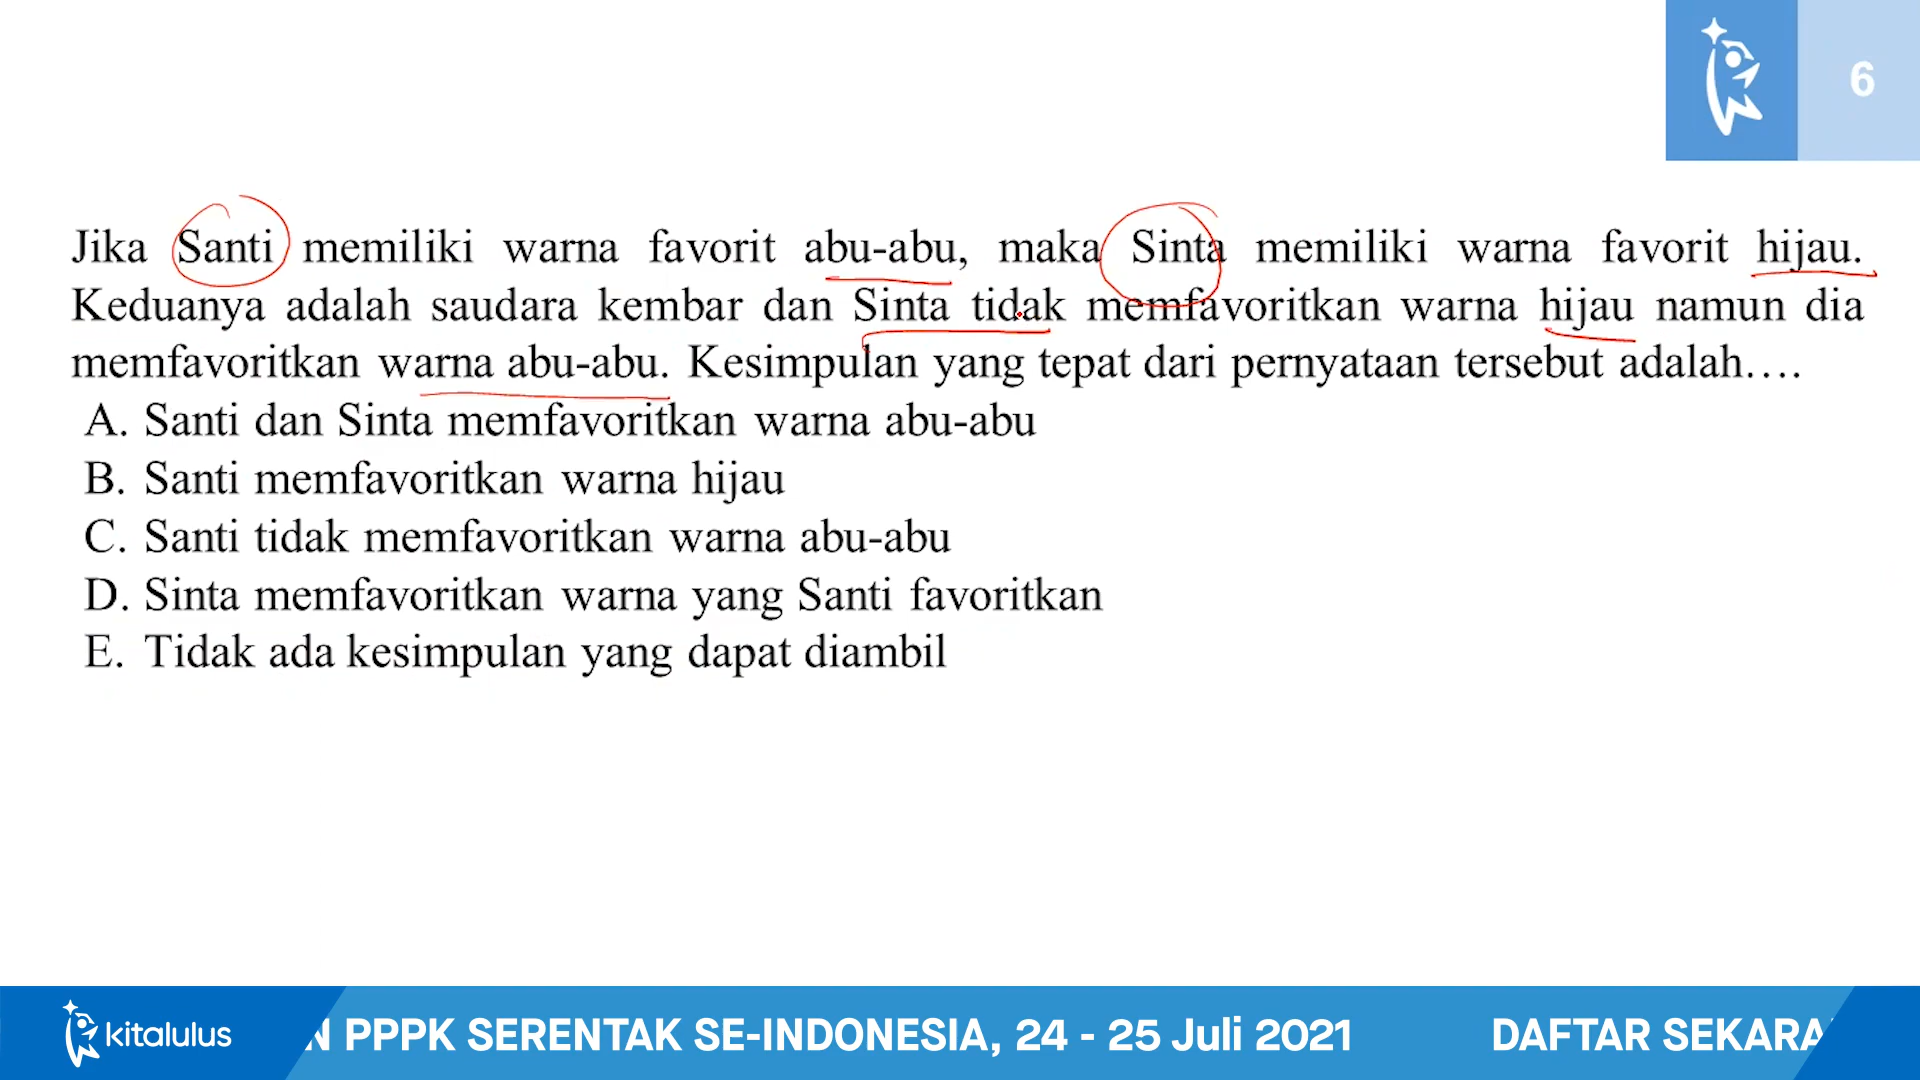 6
Jika Santi memiliki warna favorit abu-abu, maka Sinta memiliki warna favorit hijau.
Keduanya adalah saudara kembar dan Sinta tidak memfavoritkan warna hijau namun dia
memfavoritkan warna abu-abu. Kesimpulan yang tepat dari pernyataan tersebut adalah....
A. Santi dan Sinta memfavoritkan warna abu-abu
B. Santi memfavoritkan warna hijau
C. Santi tidak memfavoritkan warna abu-abu
D. Sinta memfavoritkan warna yang Santi favoritkan
E. Tidak ada kesimpulan yang dapat diambil
kitalulus N PPPK SERENTAK SE-INDONESIA, 24 - 25 Juli 2021 DAFTAR SEKARA